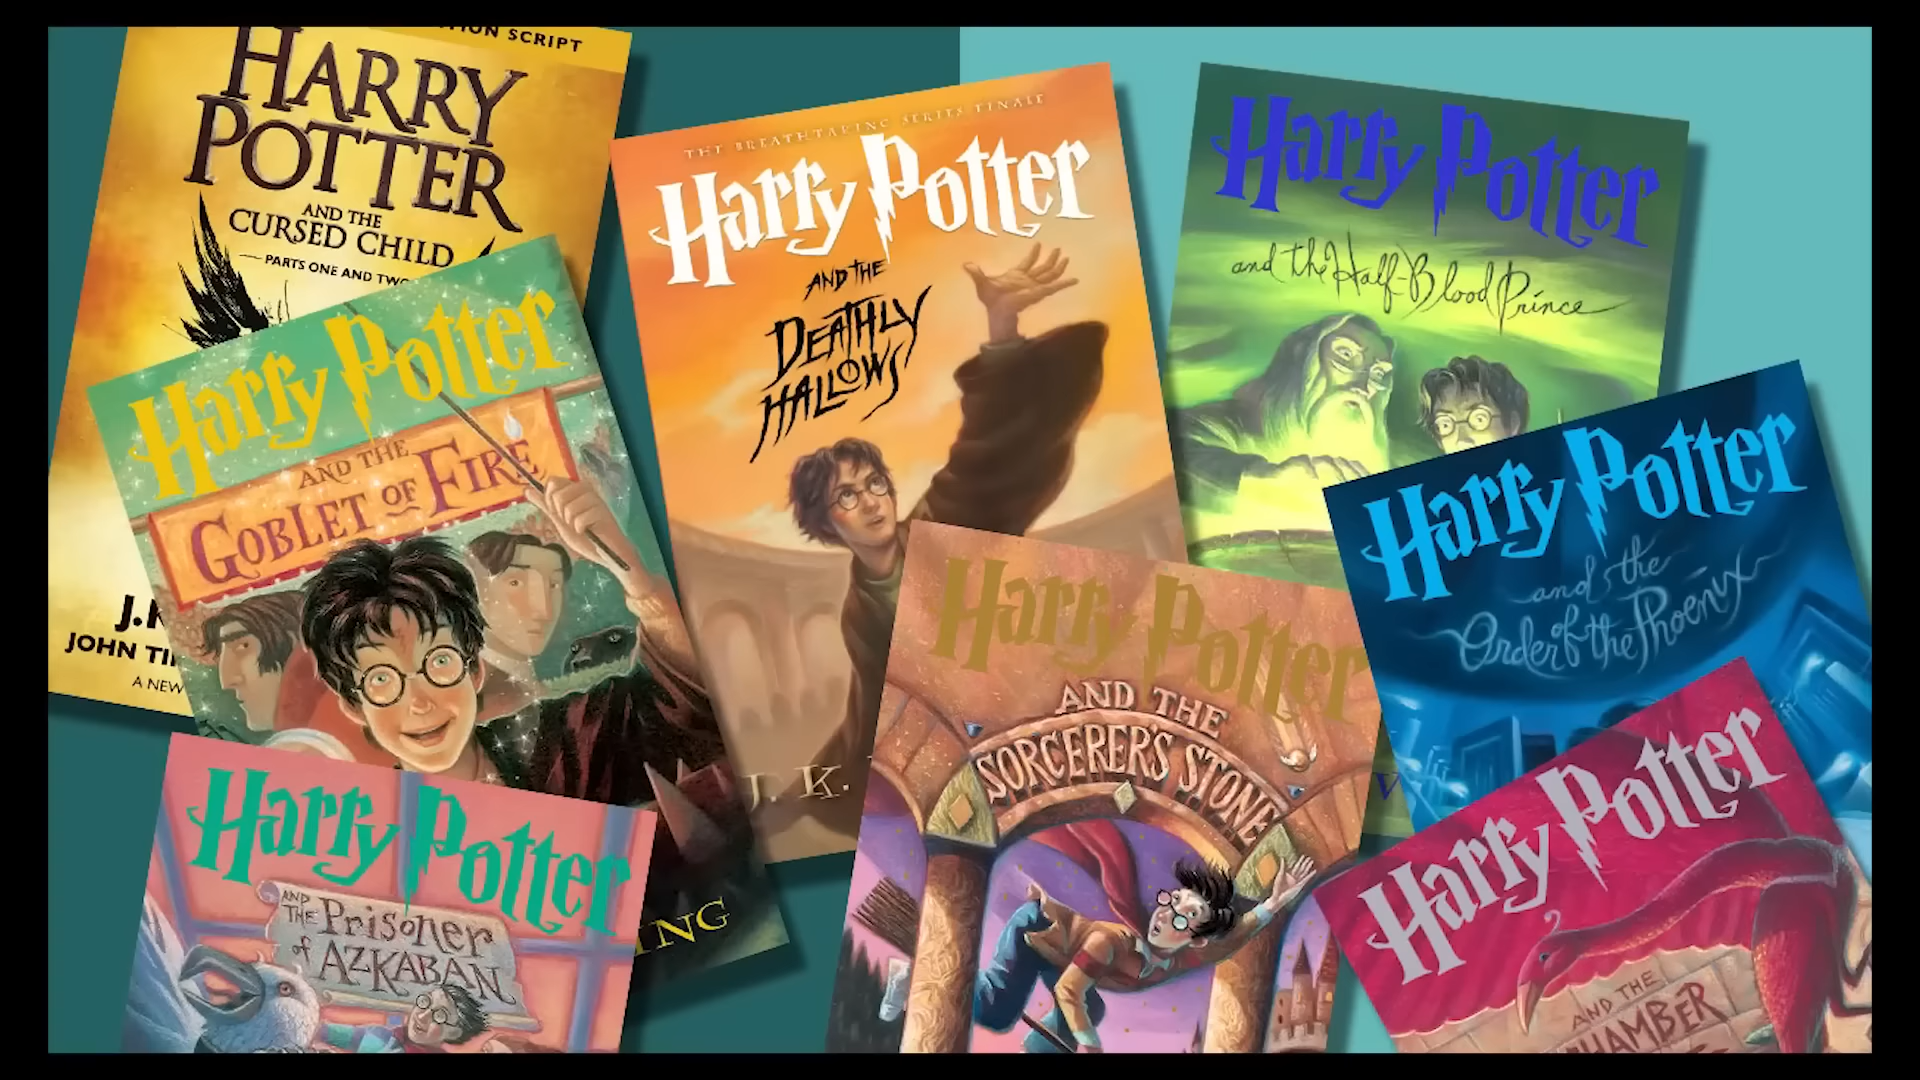 SCRIPT
HARRY
POTTER
AND THE
CURSED CHILD
PARTS ONE AND TWO
J.K
JOHN TI
A NEW
Harry Potter
AND THE
GOBLET OF FIRE
ING
THE BREATHTAKING SERIES FINALE
Harry Potter
AND THE
DEATHLY
HALLOWS
J. K.
Harry Potter
and the Half-Blood Prince
Harry Potter
and the
Order of the Phoenix
Harry Potter
AND THE
SORCERER'S STONE
Harry Potter
AND THE
CHAMBER
Harry Potter
AND THE
Prisoner
of AZKABAN